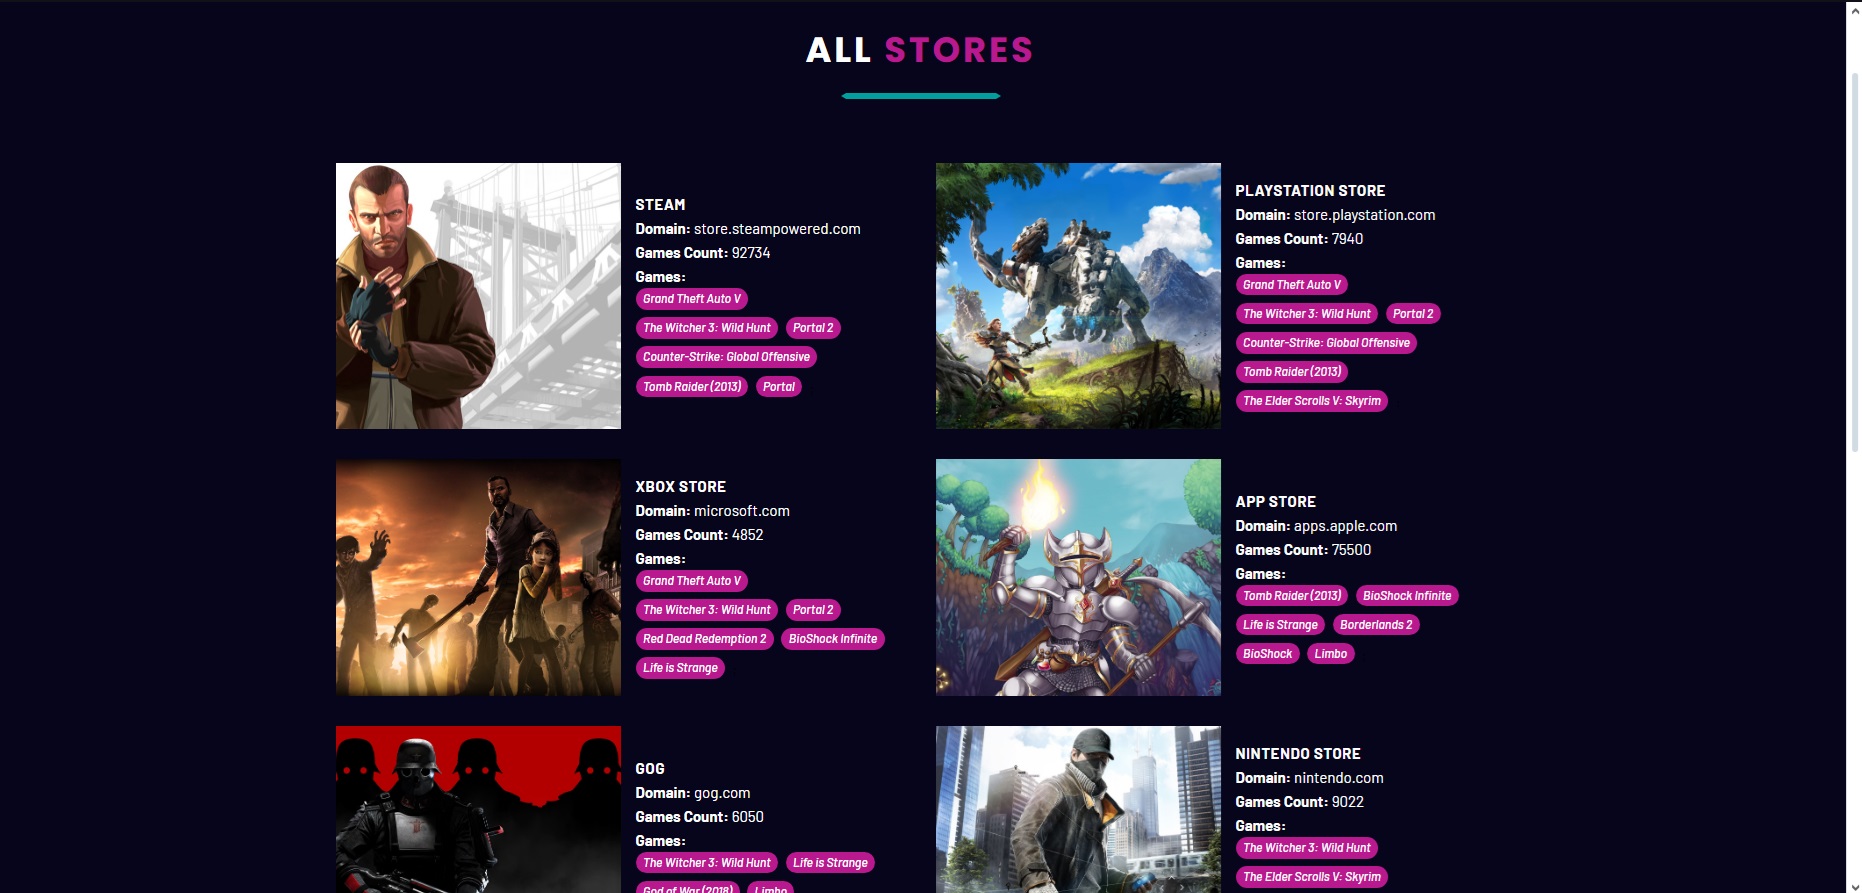 ALL STORES
STEAM
Domain: store.steampowered.com
Games Count: 92734
Games:
Grand Theft Auto V
The Witcher 3: Wild Hunt Portal 2
Counter-Strike: Global Offensive
Tomb Raider (2013) Portal
PLAYSTATION STORE
Domain: store.playstation.com
Games Count: 7940
Games:
Grand Theft Auto V
The Witcher 3: Wild Hunt Portal 2
Counter-Strike: Global Offensive
Tomb Raider (2013)
The Elder Scrolls V: Skyrim
XBOX STORE
Domain: microsoft.com
Games Count: 4852
Games:
Grand Theft Auto V
The Witcher 3: Wild Hunt Portal 2
Red Dead Redemption 2 BioShock Infinite
Life is Strange
APP STORE
Domain: apps.apple.com
Games Count: 75500
Games:
Tomb Raider (2013) BioShock Infinite
Life is Strange Borderlands 2
BioShock Limbo
GOG
Domain: gog.com
Games Count: 6050
Games:
The Witcher 3: Wild Hunt Life is Strange
God of War (2018) Limbo
NINTENDO STORE
Domain: nintendo.com
Games Count: 9022
Games:
The Witcher 3: Wild Hunt
The Elder Scrolls V: Skyrim